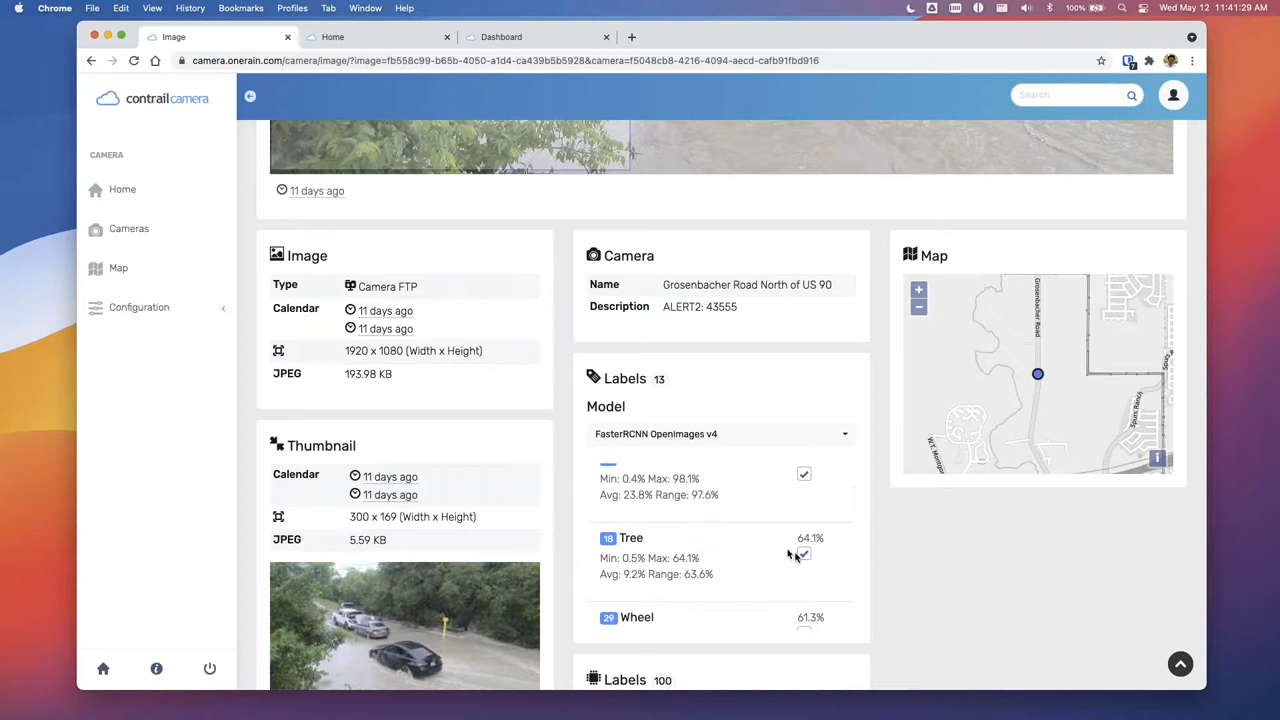 Chrome File Edit View History Bookmarks Profiles Tab Window Help 100% Wed May 12 11:41:29 AM
Image Home Dashboard
camera.onerain.com/camera/image/?image=fb558c99-b65b-4050-a1d4-ca439b5b5928&camera=f5048cb8-4216-4094-aecd-cafb91fbd916
contrailcamera
Search
CAMERA
Home
Cameras
Map
Configuration
11 days ago
Image
Type Camera FTP
Calendar 11 days ago
11 days ago
1920 x 1080 (Width x Height)
JPEG 193.98 KB
Thumbnail
Calendar 11 days ago
11 days ago
300 x 169 (Width x Height)
JPEG 5.59 KB
Camera
Name Grosenbacher Road North of US 90
Description ALERT2: 43555
Labels 13
Model
FasterRCNN Openimages v4
Min: 0.4% Max: 98.1%
Avg: 23.8% Range: 97.6%
18 Tree 64.1%
Min: 0.5% Max: 64.1%
Avg: 9.2% Range: 63.6%
29 Wheel 61.3%
Labels 100
Map
+
−
Grosenbacher Road
Spurs Ranch
W.T. Montgo
i